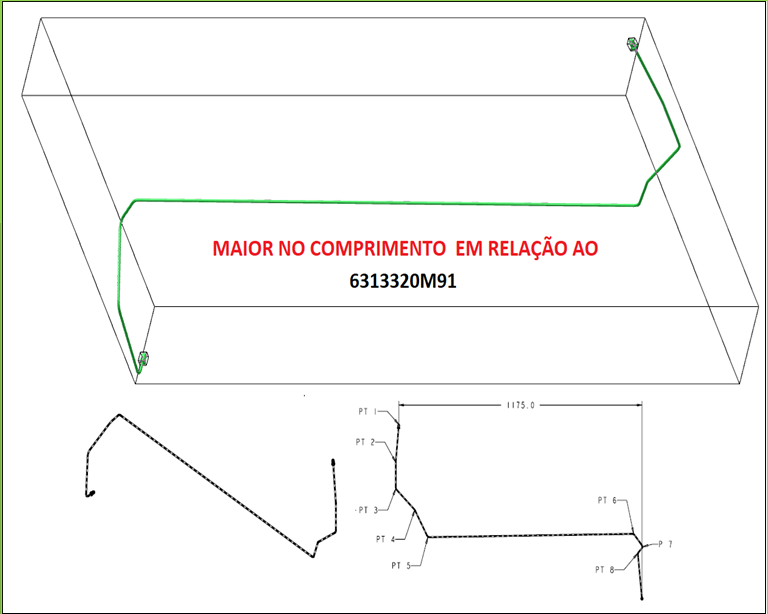 MAIOR NO COMPRIMENTO EM RELAÇÃO AO
6313320M91
1175.0
PT 1
PT 2
PT 3
PT 4
PT 5
PT 6
P 7
PT 8